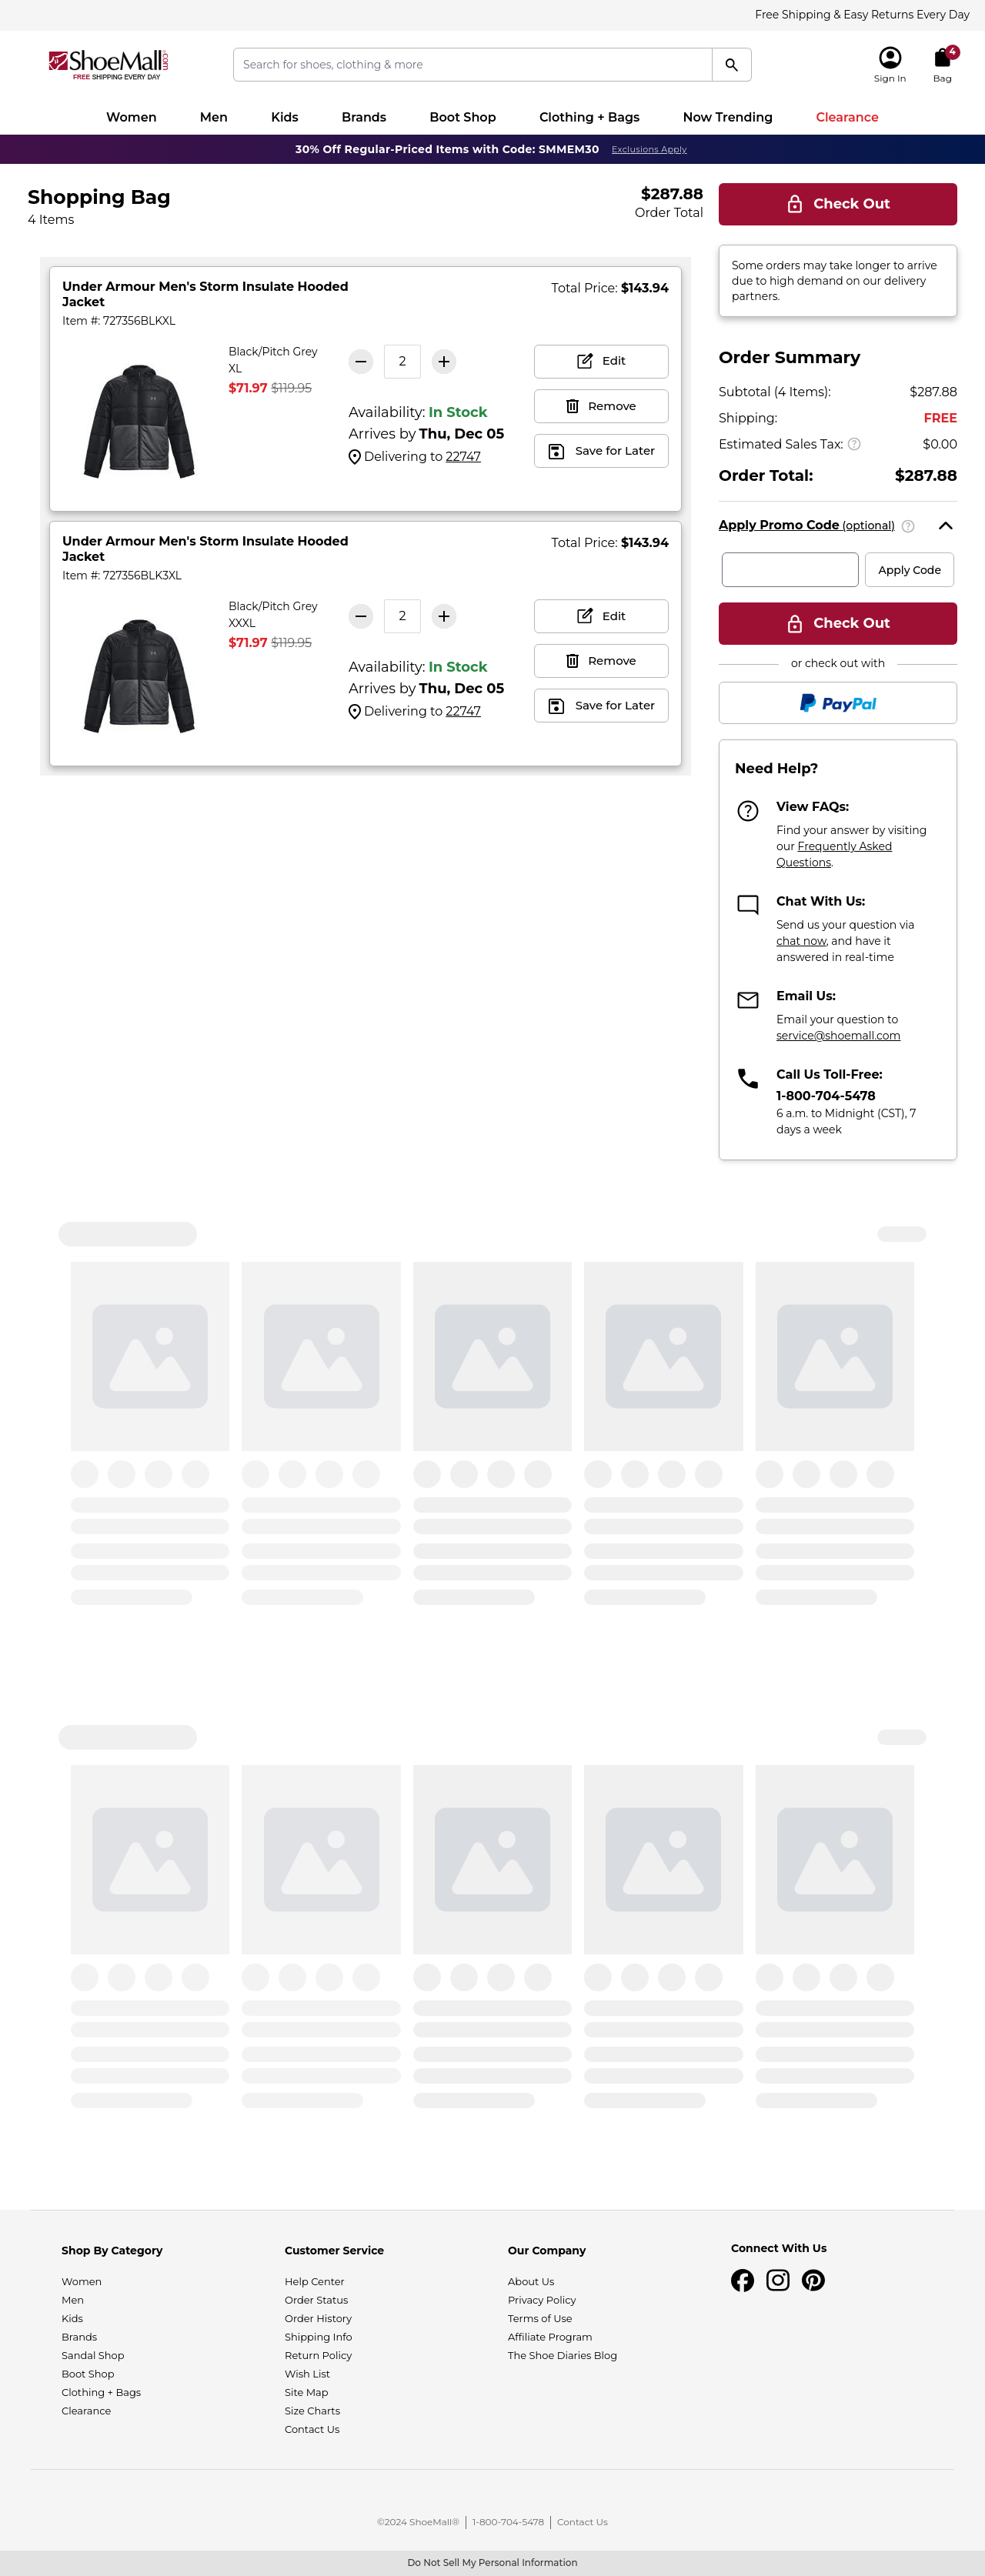 Free Shipping & Easy Returns Every Day
ShoeMall.com
FREE SHIPPING EVERY DAY
Search for shoes, clothing & more
Sign In
4
Bag
Women Men Kids Brands Boot Shop Clothing + Bags Now Trending Clearance
30% Off Regular-Priced Items with Code: SMMEM30 Exclusions Apply
Shopping Bag
4 Items
$287.88
Order Total
Under Armour Men's Storm Insulate Hooded
Jacket
Item #: 727356BLKXL
Total Price: $143.94
Black/Pitch Grey
XL
$71.97 $119.95
2
Availability: In Stock
Arrives by Thu, Dec 05
Delivering to 22747
Edit
Remove
Save for Later
Under Armour Men's Storm Insulate Hooded
Jacket
Item #: 727356BLK3XL
Total Price: $143.94
Black/Pitch Grey
XXXL
$71.97 $119.95
2
Availability: In Stock
Arrives by Thu, Dec 05
Delivering to 22747
Edit
Remove
Save for Later
Check Out
Some orders may take longer to arrive
due to high demand on our delivery
partners.
Order Summary
Subtotal (4 Items): $287.88
Shipping: FREE
Estimated Sales Tax: ? $0.00
Order Total: $287.88
Apply Promo Code (optional) ?
Apply Code
Check Out
or check out with
PayPal
Need Help?
View FAQs:
Find your answer by visiting
our Frequently Asked
Questions.
Chat With Us:
Send us your question via
chat now, and have it
answered in real-time
Email Us:
Email your question to
service@shoemall.com
Call Us Toll-Free:
1-800-704-5478
6 a.m. to Midnight (CST), 7
days a week
Shop By Category
Women
Men
Kids
Brands
Sandal Shop
Boot Shop
Clothing + Bags
Clearance
Customer Service
Help Center
Order Status
Order History
Shipping Info
Return Policy
Wish List
Site Map
Size Charts
Contact Us
Our Company
About Us
Privacy Policy
Terms of Use
Affiliate Program
The Shoe Diaries Blog
Connect With Us
©2024 ShoeMall® | 1-800-704-5478 | Contact Us
Do Not Sell My Personal Information